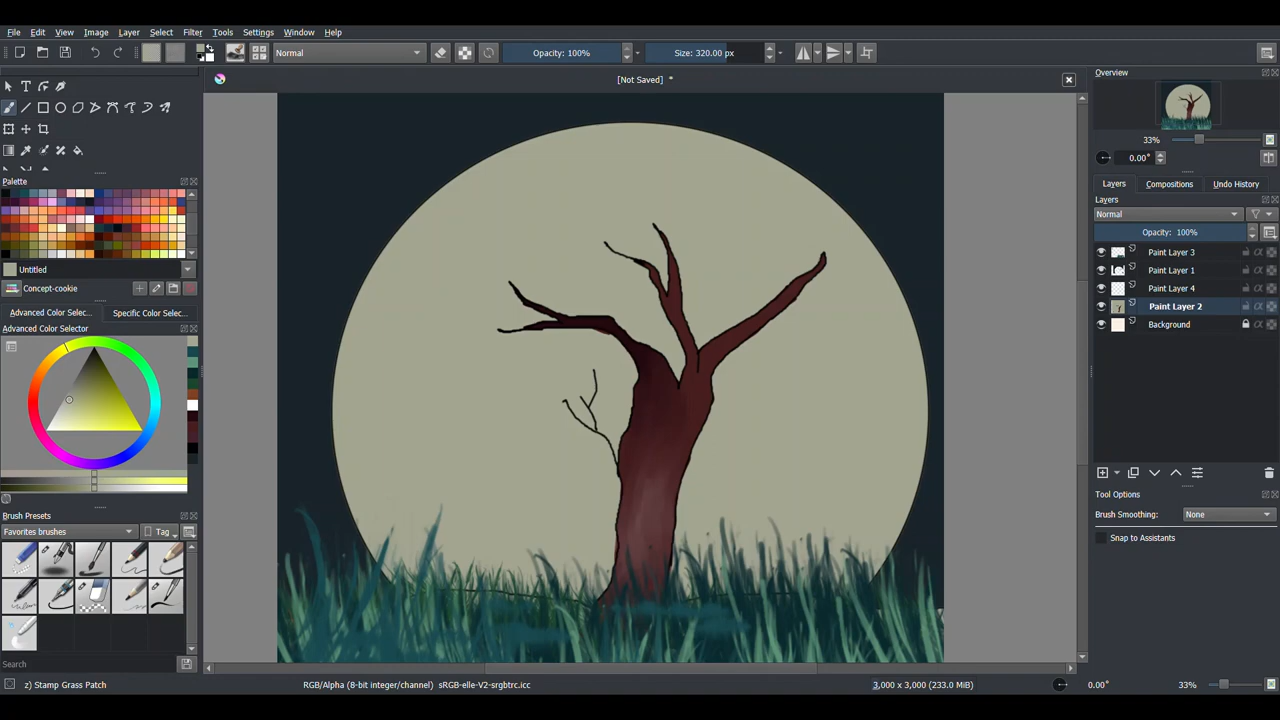 File Edit View Image Layer Select Filter Tools Settings Window Help
Normal Opacity: 100% Size: 320.00 px
[Not Saved] *
Overview
33%
0.00°
Palette
Untitled
Concept-cookie
Advanced Color Selec... Specific Color Selec...
Advanced Color Selector
Brush Presets
Favorites brushes Tag
Search
Layers Compositions Undo History
Layers
Normal
Opacity: 100%
Paint Layer 3
Paint Layer 1
Paint Layer 4
Paint Layer 2
Background
Tool Options
Brush Smoothing: None
Snap to Assistants
z) Stamp Grass Patch RGB/Alpha (8-bit integer/channel) sRGB-elle-V2-srgbtrc.icc 3,000 x 3,000 (233.0 MiB) 0.00° 33%